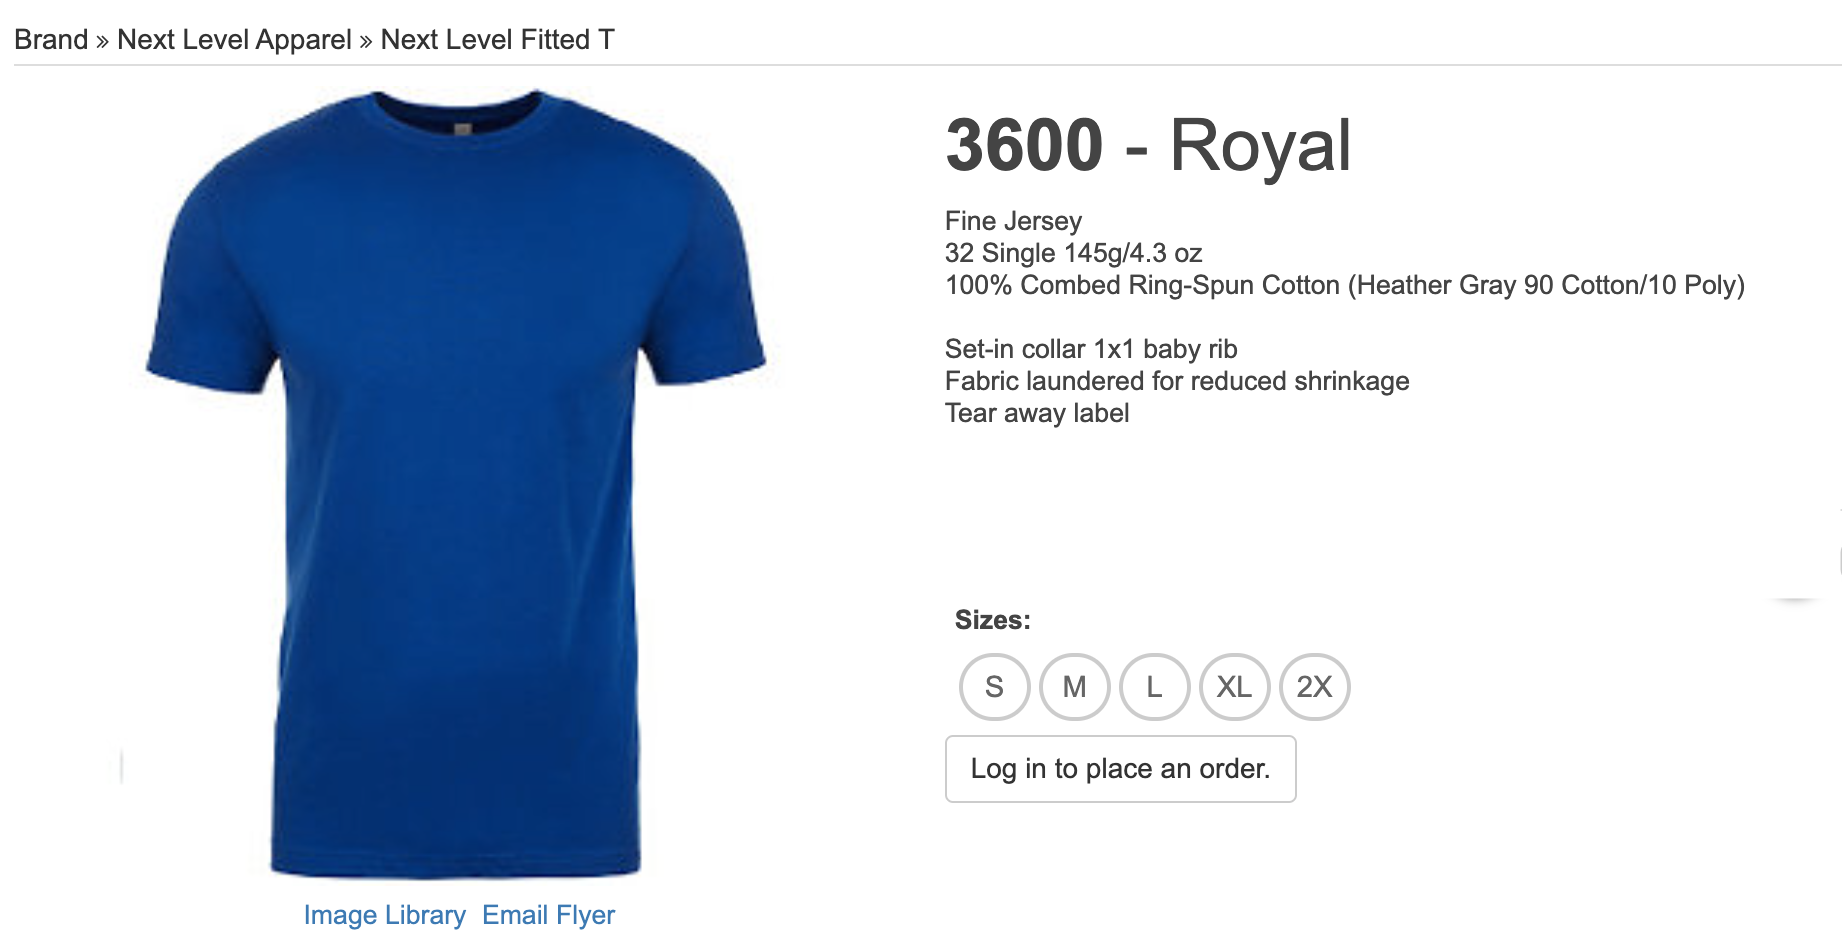 Brand » Next Level Apparel » Next Level Fitted T
3600 - Royal
Fine Jersey
32 Single 145g/4.3 oz
100% Combed Ring-Spun Cotton (Heather Gray 90 Cotton/10 Poly)
Set-in collar 1x1 baby rib
Fabric laundered for reduced shrinkage
Tear away label
Sizes:
S M L XL 2X
Log in to place an order.
Image Library Email Flyer